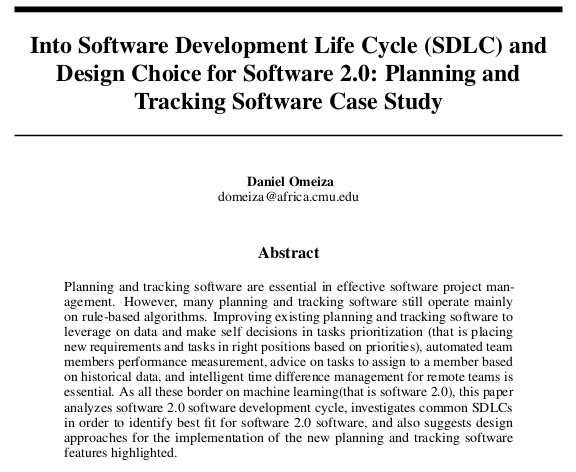 Into Software Development Life Cycle (SDLC) and
Design Choice for Software 2.0: Planning and
Tracking Software Case Study
Daniel Omeiza
domeiza@africa.cmu.edu
Abstract
Planning and tracking software are essential in effective software project man-
agement. However, many planning and tracking software still operate mainly
on rule-based algorithms. Improving existing planning and tracking software to
leverage on data and make self decisions in tasks prioritization (that is placing
new requirements and tasks in right positions based on priorities), automated team
members performance measurement, advice on tasks to assign to a member based
on historical data, and intelligent time difference management for remote teams is
essential. As all these border on machine learning(that is software 2.0), this paper
analyzes software 2.0 software development cycle, investigates common SDLCs
in order to identify best fit for software 2.0 software, and also suggests design
approaches for the implementation of the new planning and tracking software
features highlighted.